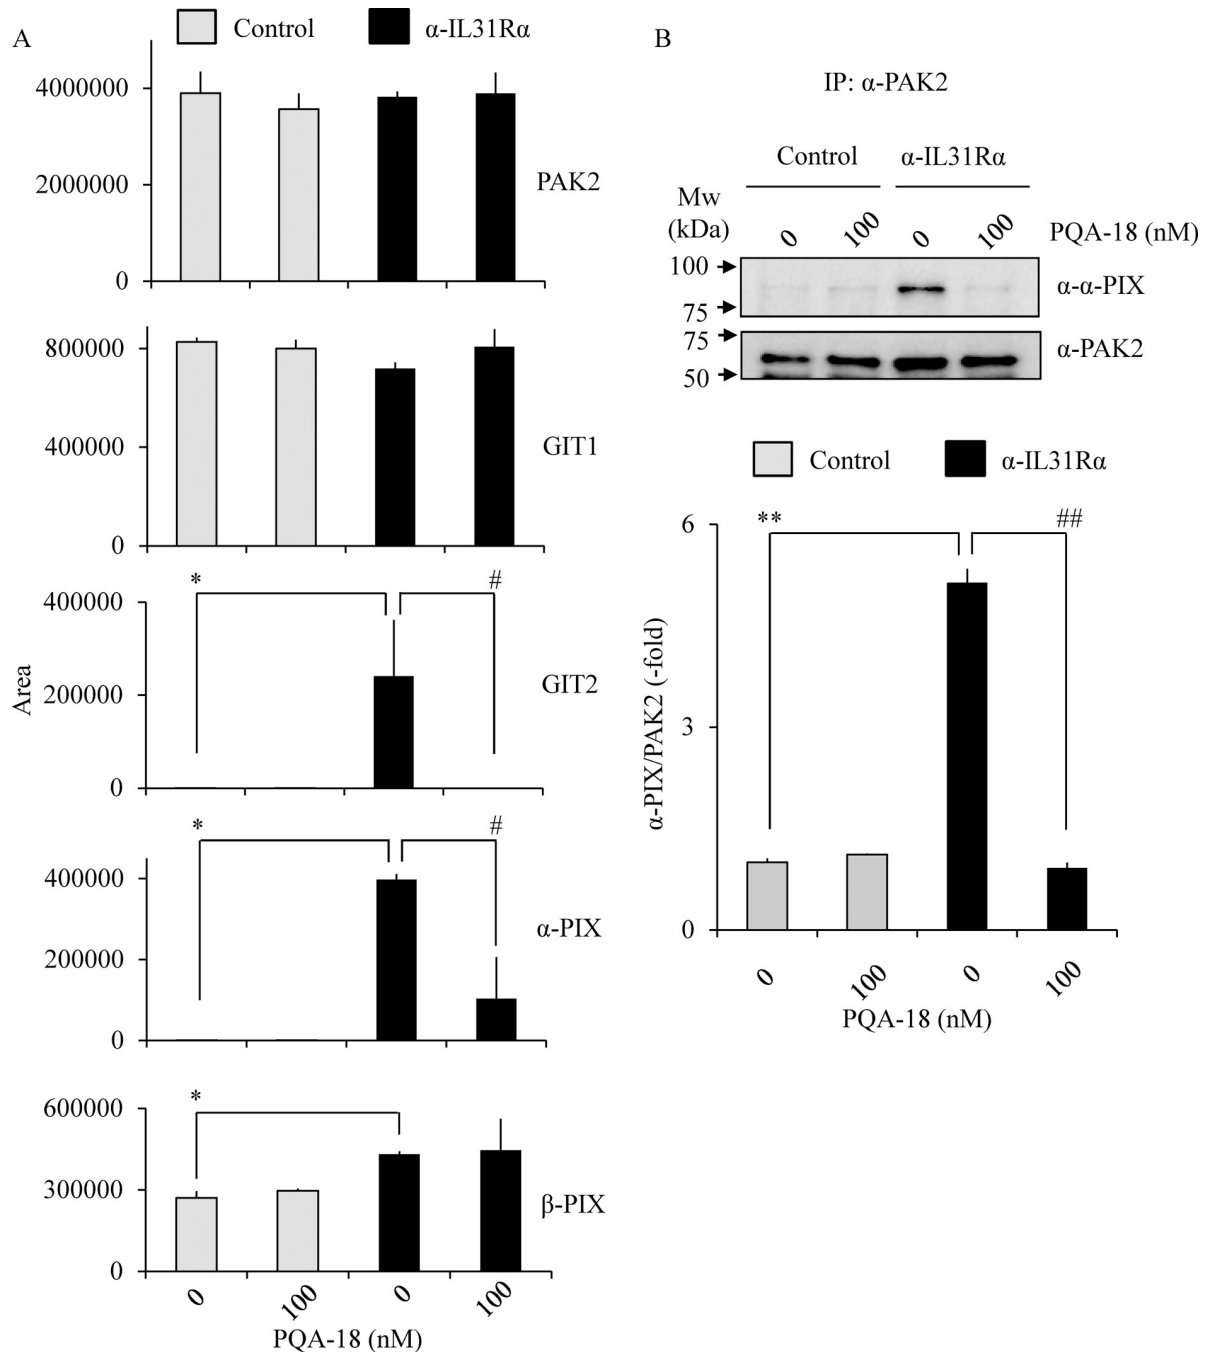 A
Control
α-IL31Rα
4000000
2000000
0
PAK2
800000
400000
0
GIT1
*
#
400000
200000
0
GIT2
Area
*
#
400000
200000
0
α-PIX
*
600000
300000
0
β-PIX
0
100
0
100
PQA-18 (nM)
B
IP: α-PAK2
Control
α-IL31Rα
Mw
(kDa)
0
100
0
100
PQA-18 (nM)
100
75
α-α-PIX
75
50
α-PAK2
Control
α-IL31Rα
**
##
6
3
0
α-PIX/PAK2 (-fold)
0
100
0
100
PQA-18 (nM)